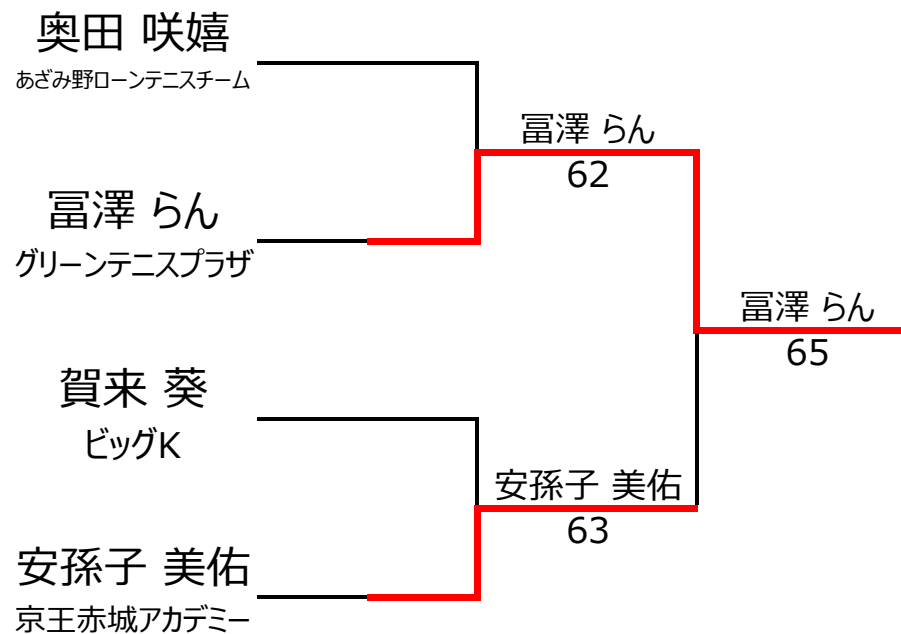 奥田 咲嬉
あざみ野ローンテニスチーム
冨澤 らん
62
冨澤 らん
グリーンテニスプラザ
冨澤 らん
65
賀来 葵
ビッグK
安孫子 美佑
63
安孫子 美佑
京王赤城アカデミー